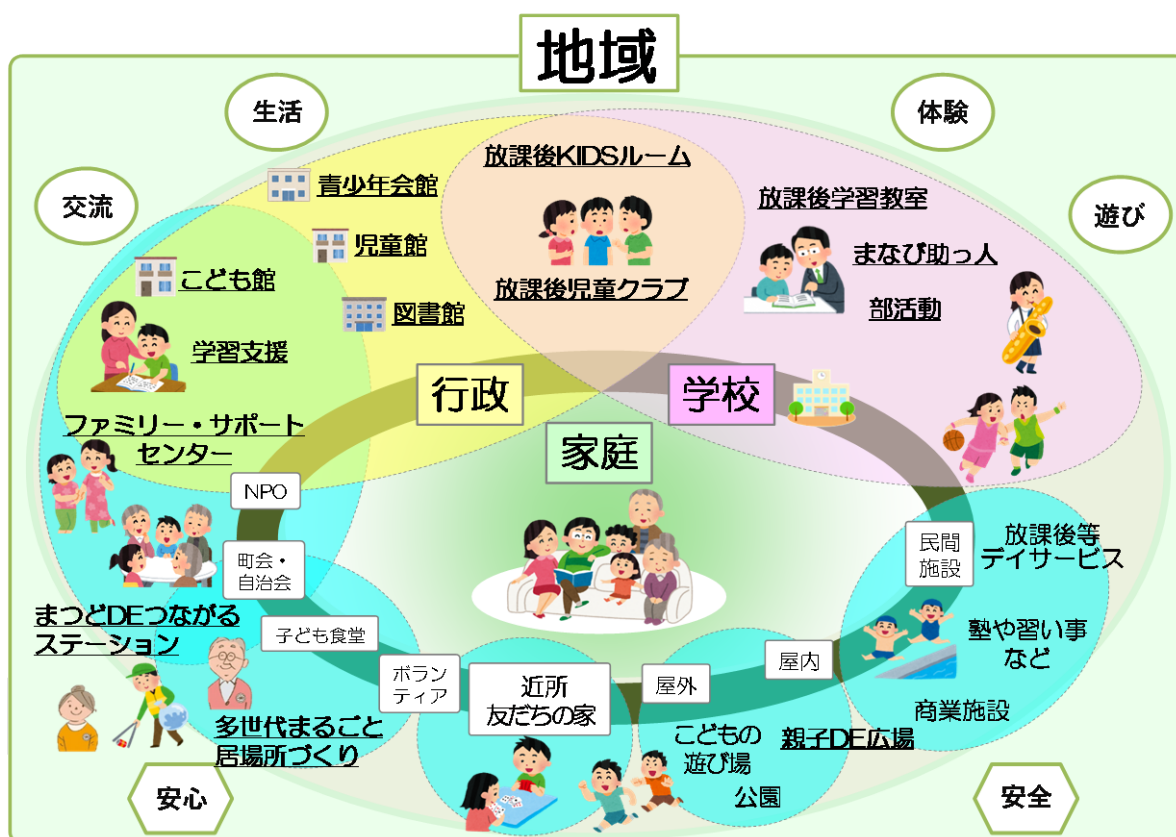 地域
生活
体験
交流
遊び
青少年会館
児童館
こども館
図書館
学習支援
ファミリー・サポート
センター
放課後KIDSルーム
放課後児童クラブ
放課後学習教室
まなび助っ人
部活動
行政
学校
家庭
NPO
町会・
自治会
まつどDEつながる
ステーション
子ども食堂
ボラン
ティア
多世代まるごと
居場所づくり
近所
友だちの家
屋外
屋内
こどもの
遊び場
公園
親子DE広場
民間
施設
放課後等
デイサービス
塾や習い事
など
商業施設
安心
安全